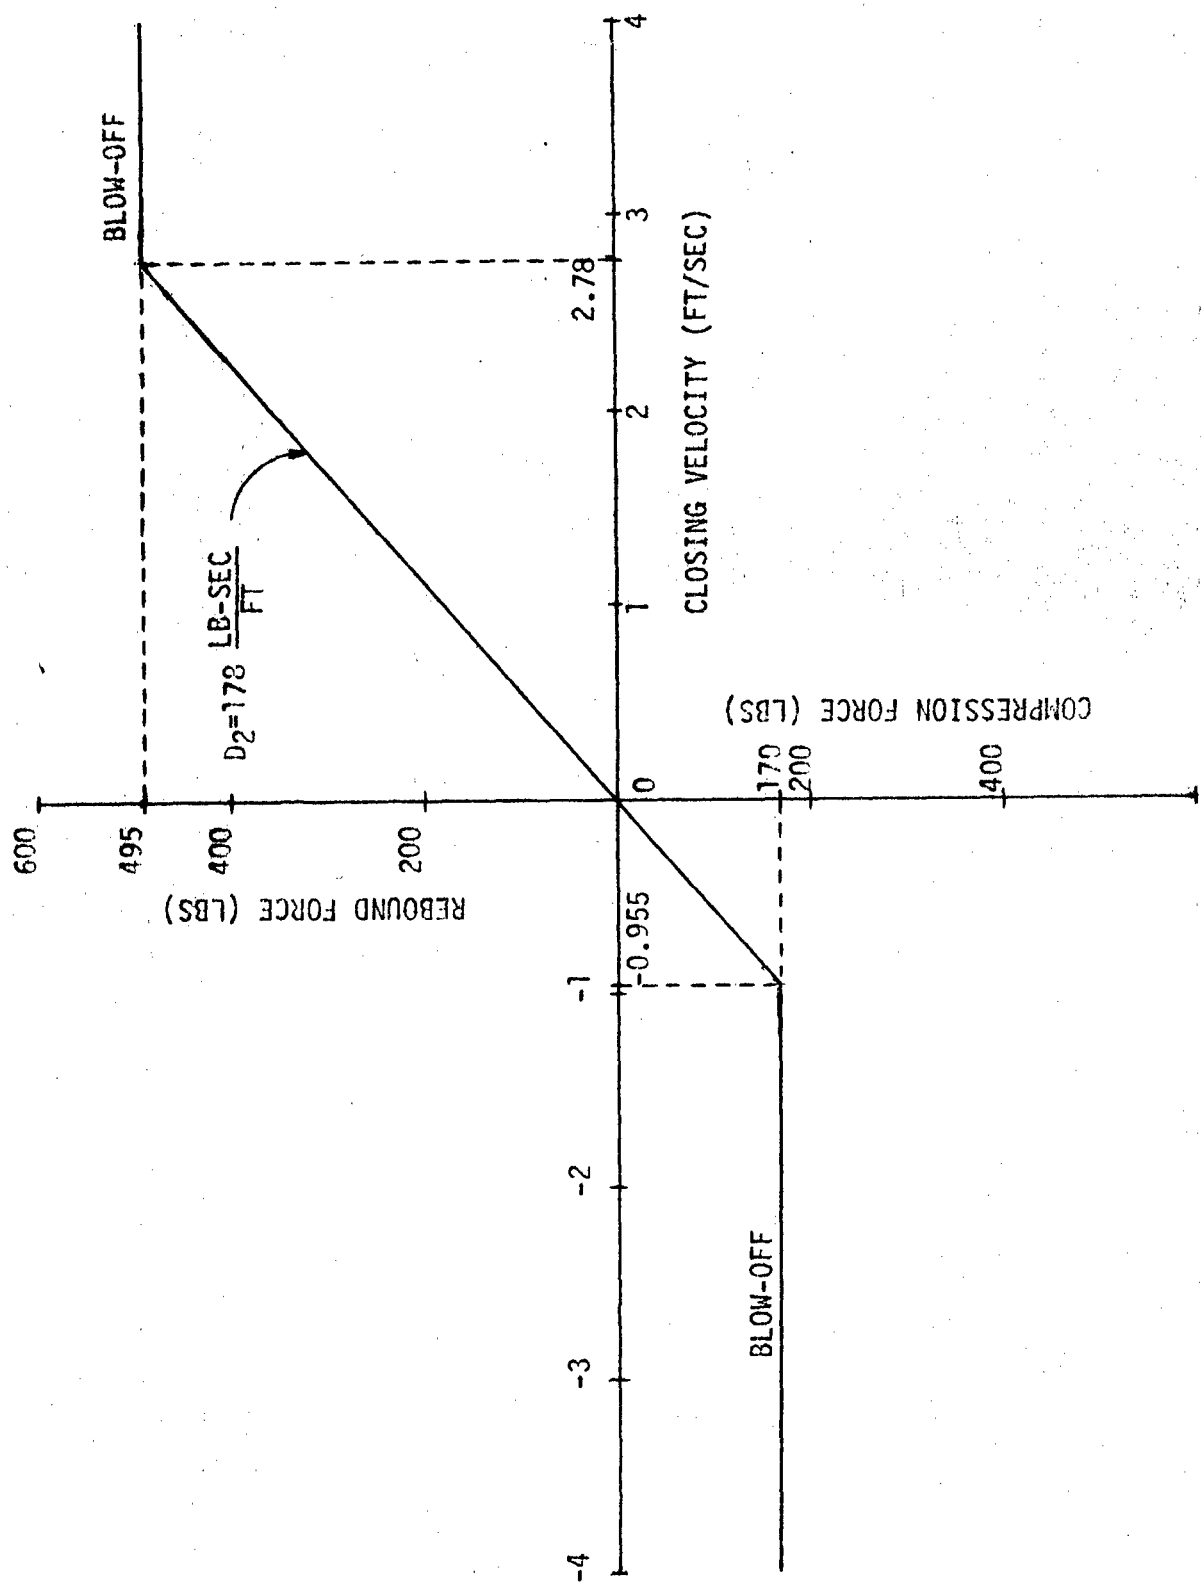 BLOW-OFF
D2=178 LB-SEC
FT
REBOUND FORCE (LBS)
600
495
400
200
0
170
200
400
COMPRESSION FORCE (LBS)
-4
-3
-2
-1
-0.955
1
2
2.78
3
4
CLOSING VELOCITY (FT/SEC)
BLOW-OFF